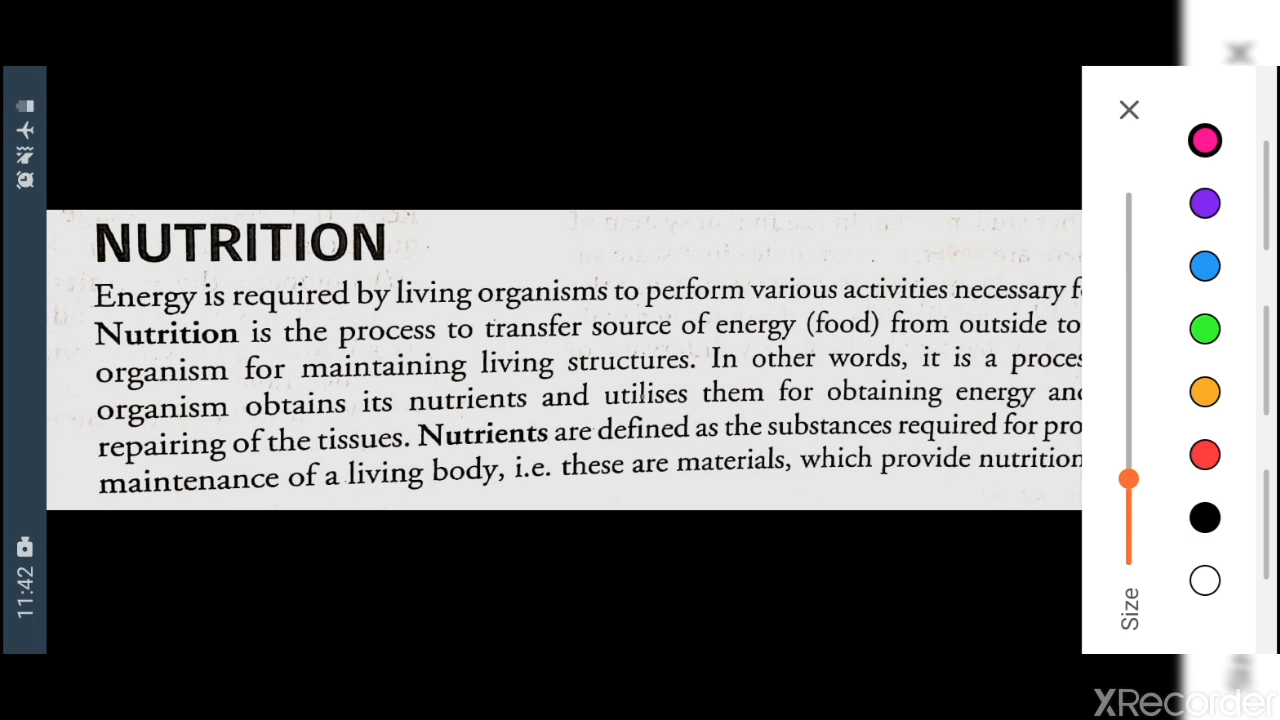 NUTRITION
Energy is required by living organisms to perform various activities necessary
Nutrition is the process to transfer source of energy (food) from outside to
organism for maintaining living structures. In other words, it is a
organism obtains its nutrients and utilises them for obtaining energy
repairing of the tissues. Nutrients are defined as the substances required for
maintenance of a living body, i.e. these are materials, which provide nutrition
11:42
Size
XRecorder